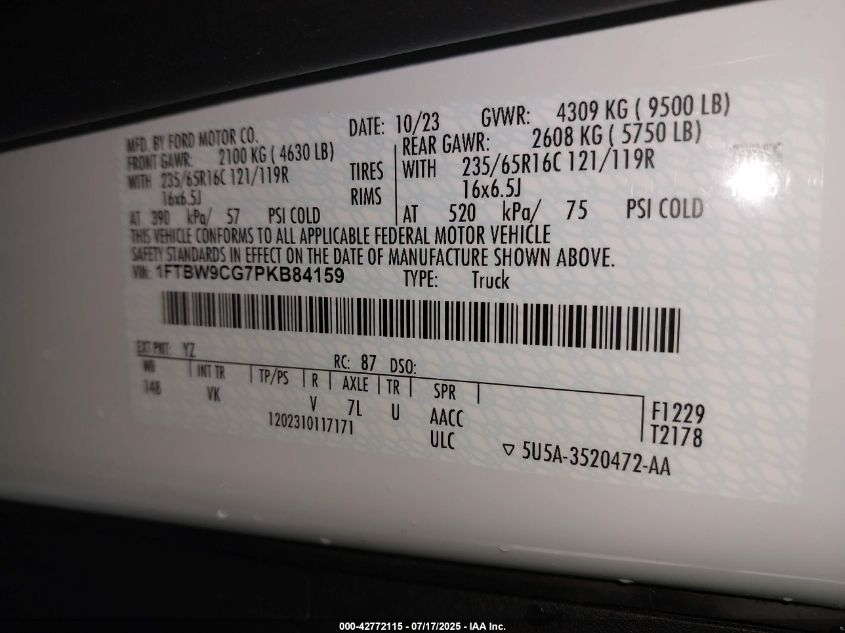 MFD. BY FORD MOTOR CO.
DATE: 10/23 GVWR: 4309 KG ( 9500 LB)
FRONT GAWR: 2100 KG ( 4630 LB) REAR GAWR: 2608 KG ( 5750 LB)
WITH 235/65R16C 121/119R TIRES WITH 235/65R16C 121/119R
16x6.5J RIMS 16x6.5J
AT 390 kPa/ 57 PSI COLD AT 520 kPa/ 75 PSI COLD
THIS VEHICLE CONFORMS TO ALL APPLICABLE FEDERAL MOTOR VEHICLE
SAFETY STANDARDS IN EFFECT ON THE DATE OF MANUFACTURE SHOWN ABOVE.
VIN: 1FTBW9CG7PKB84159 TYPE: Truck
EXT PNT: YZ RC: 87 DSO:
WB INT TR TP/PS R AXLE TR SPR
148 VK V 7L U AACC F1229
1202310117171 ULC T2178
5U5A-3520472-AA
000-42772115 - 07/17/2025 - IAA Inc.